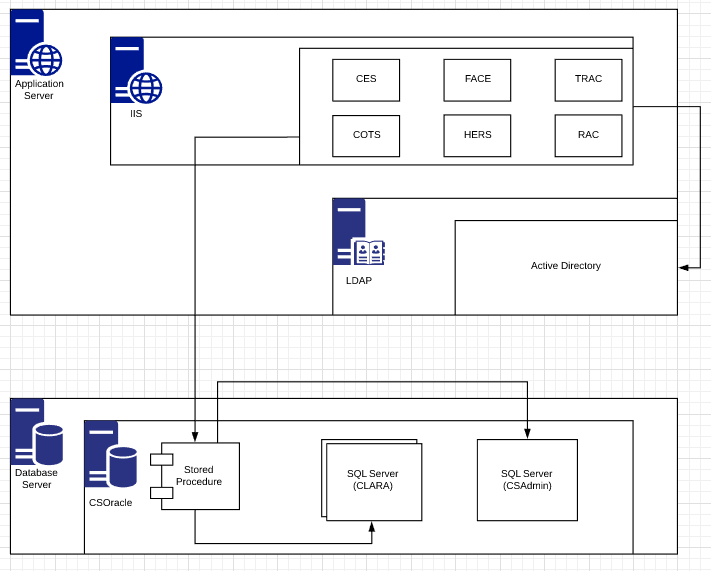 Application
Server
IIS
CES
FACE
TRAC
COTS
HERS
RAC
LDAP
Active Directory
Database
Server
CSOracle
Stored
Procedure
SQL Server
(CLARA)
SQL Server
(CSAdmin)